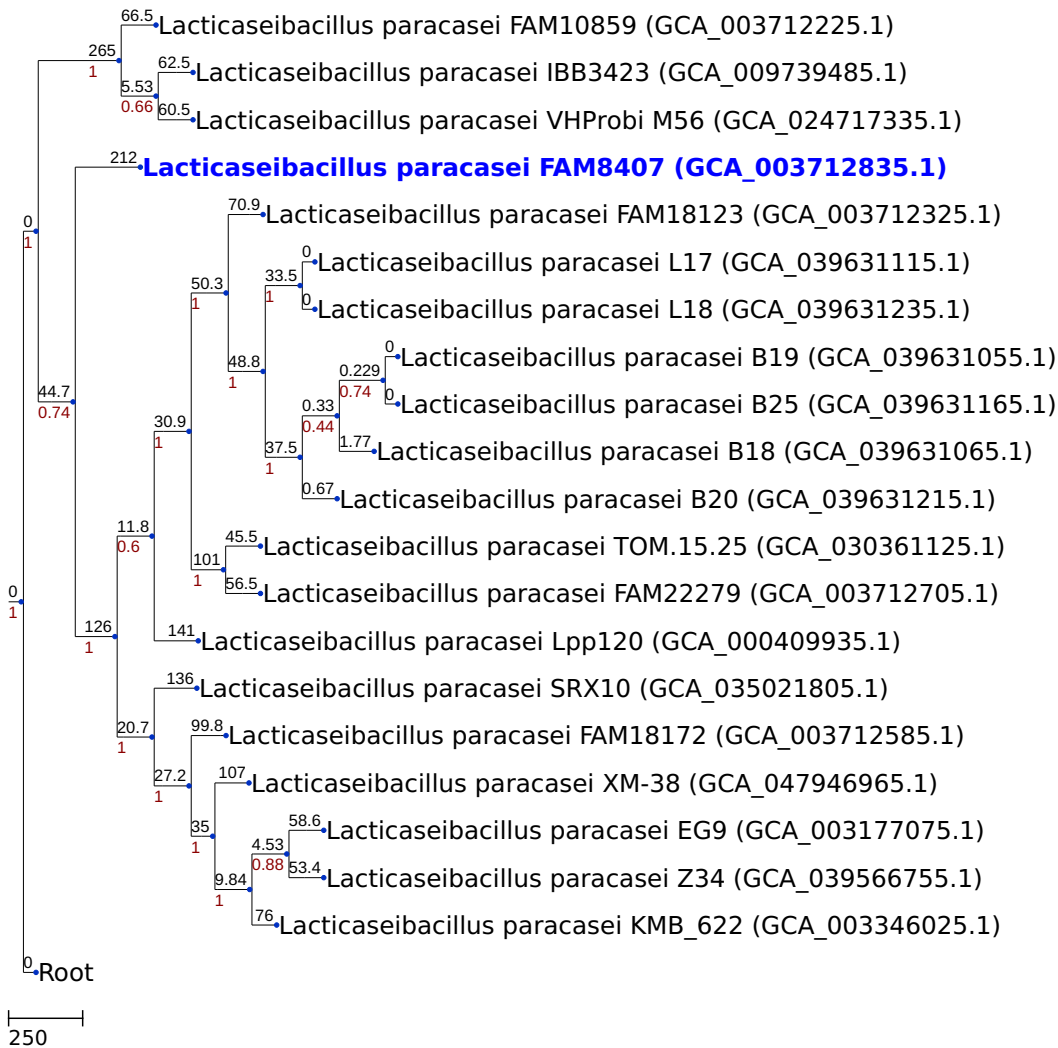 66.5 Lacticaseibacillus paracasei FAM10859 (GCA_003712225.1)
265
1
62.5 Lacticaseibacillus paracasei IBB3423 (GCA_009739485.1)
5.53
0.66
60.5 Lacticaseibacillus paracasei VHProbi M56 (GCA_024717335.1)
212 Lacticaseibacillus paracasei FAM8407 (GCA_003712835.1)
70.9 Lacticaseibacillus paracasei FAM18123 (GCA_003712325.1)
0
1
0 Lacticaseibacillus paracasei L17 (GCA_039631115.1)
50.3
1
33.5
1
0 Lacticaseibacillus paracasei L18 (GCA_039631235.1)
0 Lacticaseibacillus paracasei B19 (GCA_039631055.1)
48.8
1
0.229
0.74
44.7
0.74
0 Lacticaseibacillus paracasei B25 (GCA_039631165.1)
0.33
0.44
30.9
1
1.77 Lacticaseibacillus paracasei B18 (GCA_039631065.1)
37.5
1
0.67 Lacticaseibacillus paracasei B20 (GCA_039631215.1)
11.8
0.6
45.5 Lacticaseibacillus paracasei TOM.15.25 (GCA_030361125.1)
101
1
56.5 Lacticaseibacillus paracasei FAM22279 (GCA_003712705.1)
0
1
126
1
141 Lacticaseibacillus paracasei Lpp120 (GCA_000409935.1)
136 Lacticaseibacillus paracasei SRX10 (GCA_035021805.1)
20.7
1
99.8 Lacticaseibacillus paracasei FAM18172 (GCA_003712585.1)
27.2
1
107 Lacticaseibacillus paracasei XM-38 (GCA_047946965.1)
35
1
58.6 Lacticaseibacillus paracasei EG9 (GCA_003177075.1)
4.53
0.88
53.4 Lacticaseibacillus paracasei Z34 (GCA_039566755.1)
9.84
1
76 Lacticaseibacillus paracasei KMB_622 (GCA_003346025.1)
0 Root
250